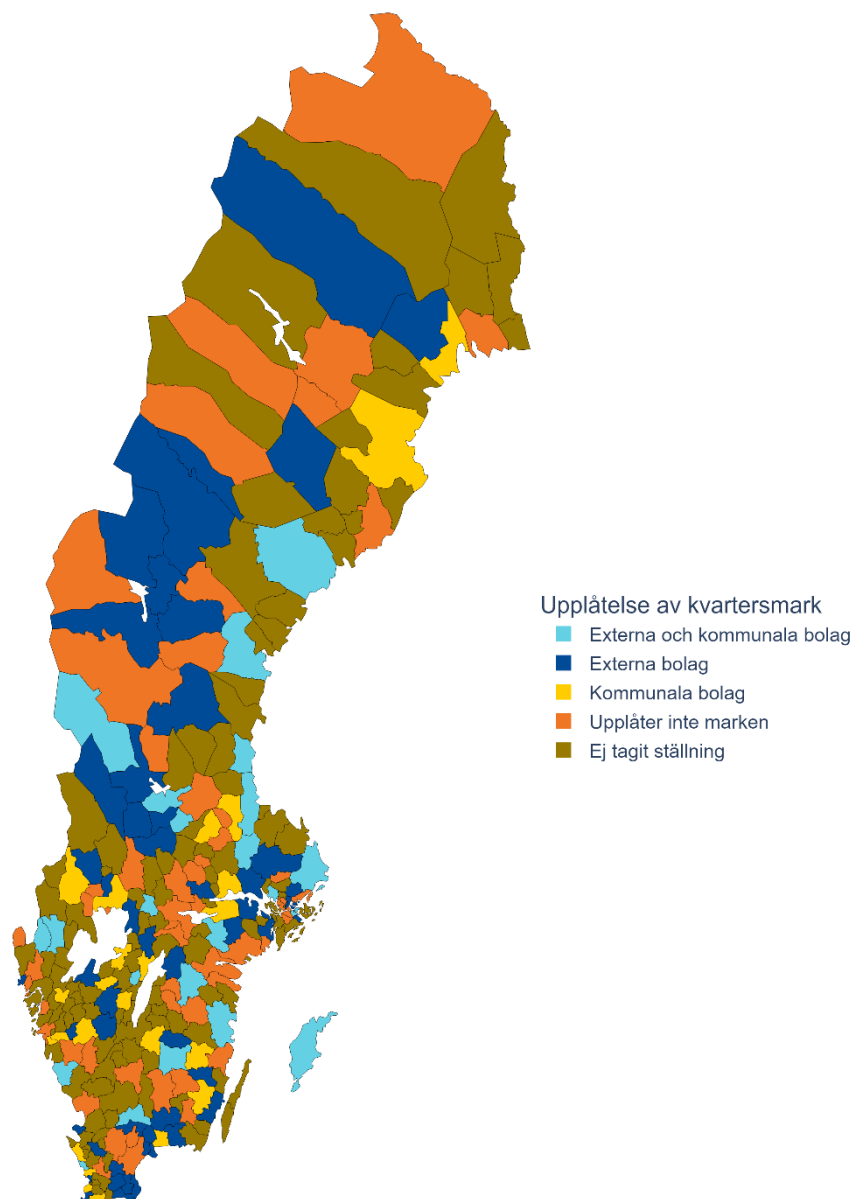 Upplåtelse av kvartersmark
Externa och kommunala bolag
Externa bolag
Kommunala bolag
Upplåter inte marken
Ej tagit ställning